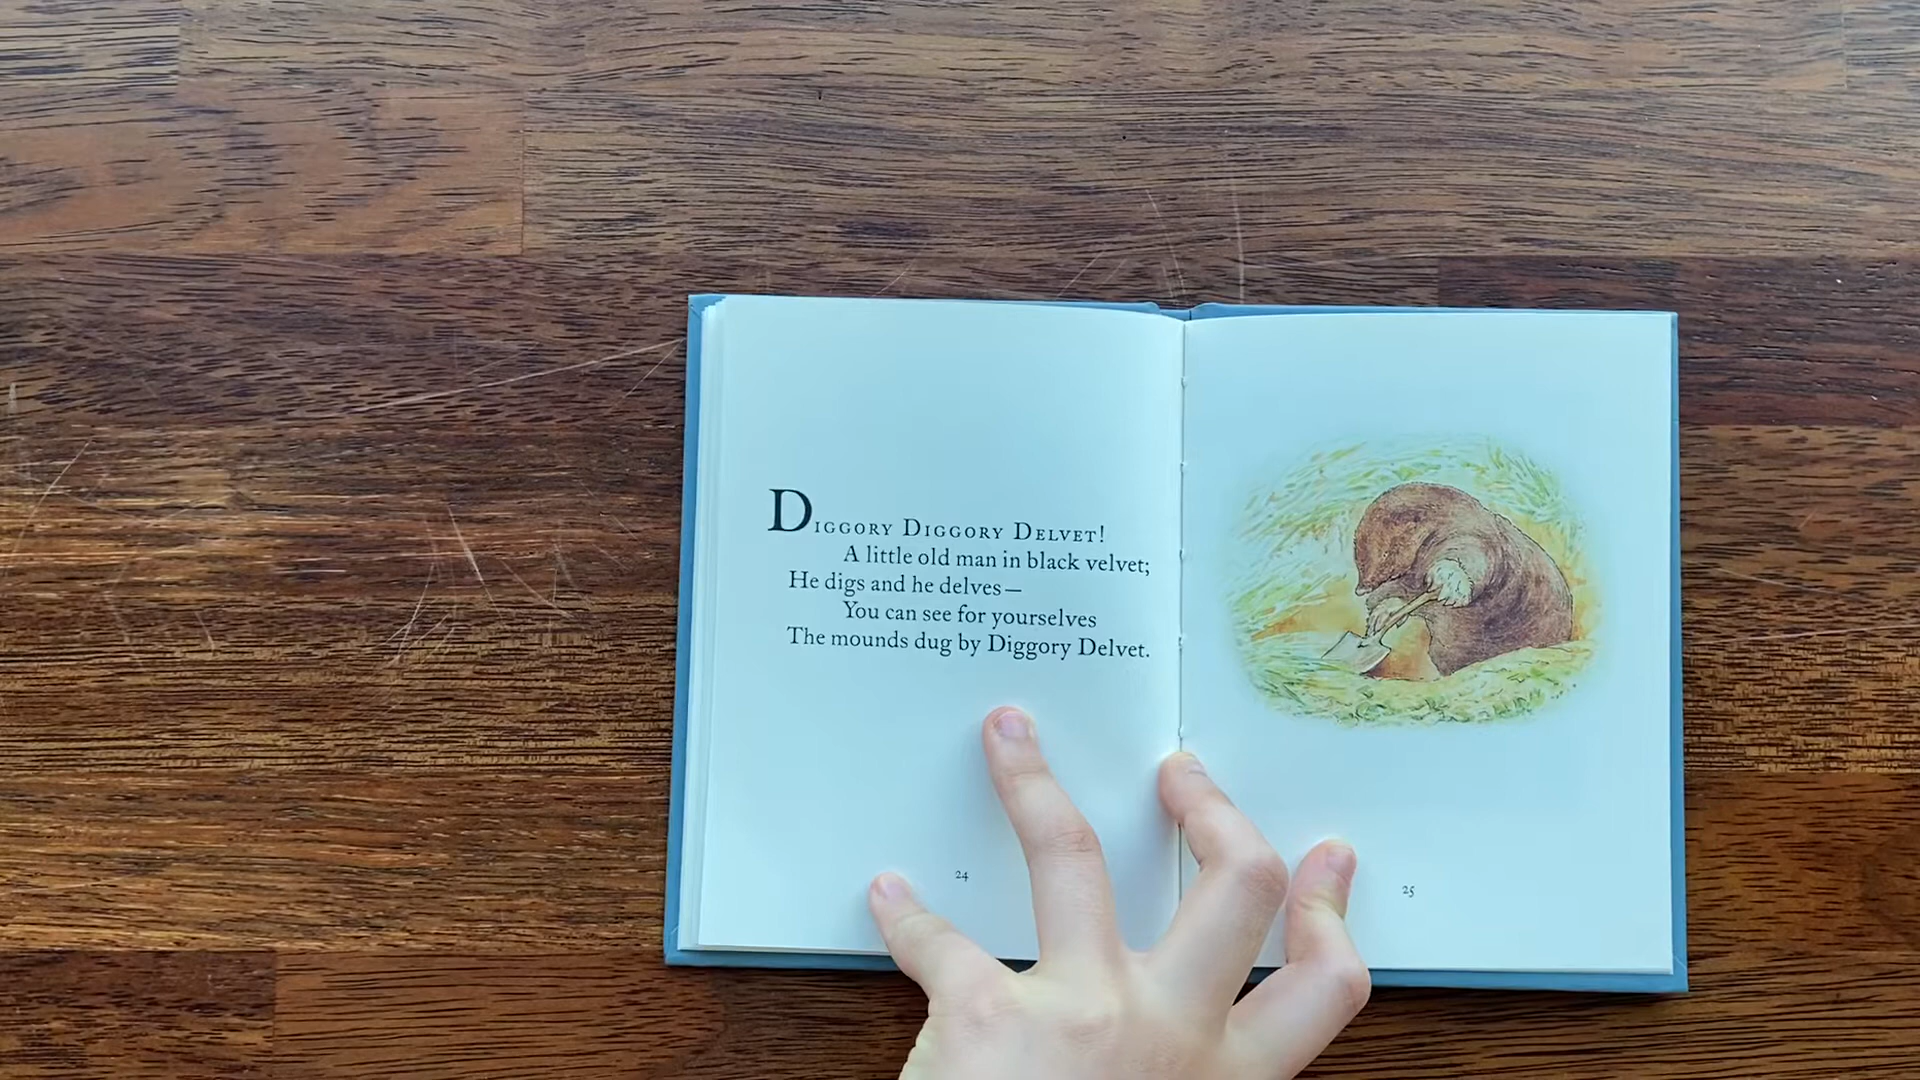 DIGGORY DIGGORY DELVET!
A little old man in black velvet;
He digs and he delves—
You can see for yourselves
The mounds dug by Diggory Delvet.
24
25